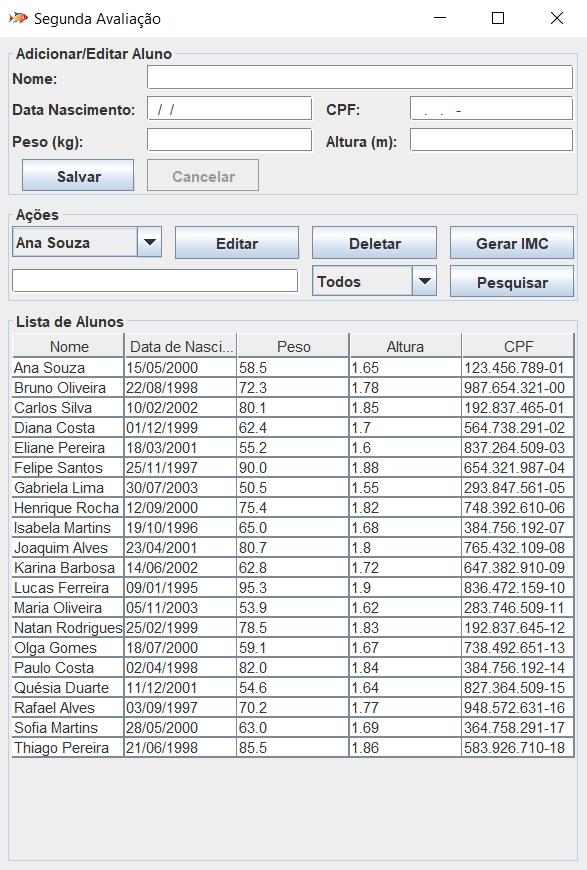 Segunda Avaliação
Adicionar/Editar Aluno
Nome:
Data Nascimento: / / CPF: . . -
Peso (kg): Altura (m):
Salvar Cancelar
Ações
Ana Souza Editar Deletar Gerar IMC
Todos Pesquisar
Lista de Alunos
Nome Data de Nasci... Peso Altura CPF
Ana Souza 15/05/2000 58.5 1.65 123.456.789-01
Bruno Oliveira 22/08/1998 72.3 1.78 987.654.321-00
Carlos Silva 10/02/2002 80.1 1.85 192.837.465-01
Diana Costa 01/12/1999 62.4 1.7 564.738.291-02
Eliane Pereira 18/03/2001 55.2 1.6 837.264.509-03
Felipe Santos 25/11/1997 90.0 1.88 654.321.987-04
Gabriela Lima 30/07/2003 50.5 1.55 293.847.561-05
Henrique Rocha 12/09/2000 75.4 1.82 748.392.610-06
Isabela Martins 19/10/1996 65.0 1.68 384.756.192-07
Joaquim Alves 23/04/2001 80.7 1.8 765.432.109-08
Karina Barbosa 14/06/2002 62.8 1.72 647.382.910-09
Lucas Ferreira 09/01/1995 95.3 1.9 836.472.159-10
Maria Oliveira 05/11/2003 53.9 1.62 283.746.509-11
Natan Rodrigues 25/02/1999 78.5 1.83 192.837.645-12
Olga Gomes 18/07/2000 59.1 1.67 738.492.651-13
Paulo Costa 02/04/1998 82.0 1.84 384.756.192-14
Quésia Duarte 11/12/2001 54.6 1.64 827.364.509-15
Rafael Alves 03/09/1997 70.2 1.77 948.572.631-16
Sofia Martins 28/05/2000 63.0 1.69 364.758.291-17
Thiago Pereira 21/06/1998 85.5 1.86 583.926.710-18